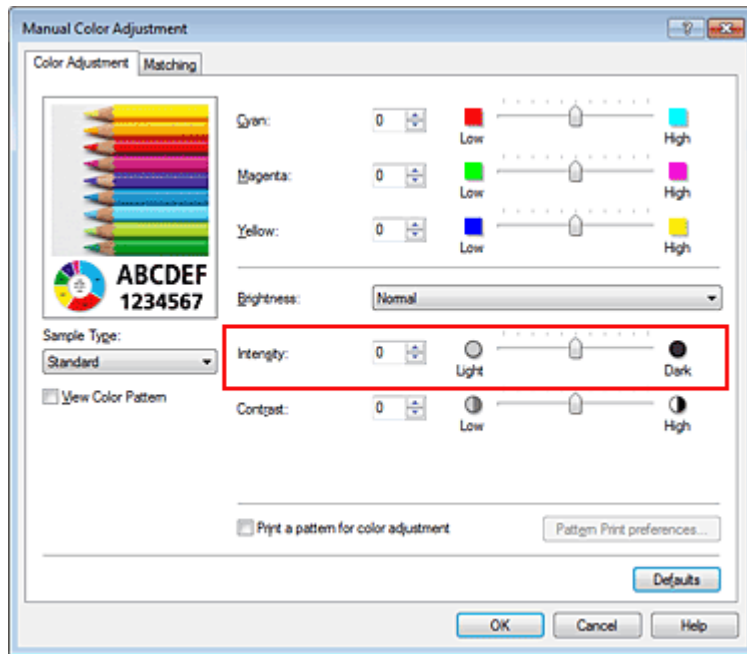 Manual Color Adjustment
Color Adjustment
Matching
Cyan:
0
Low
High
Magenta:
0
Low
High
Yellow:
0
Low
High
ABCDEF
1234567
Brightness:
Normal
Sample Type:
Standard
Intensity:
0
Light
Dark
View Color Pattern
Contrast:
0
Low
High
Print a pattern for color adjustment
Pattern Print preferences...
Defaults
OK
Cancel
Help